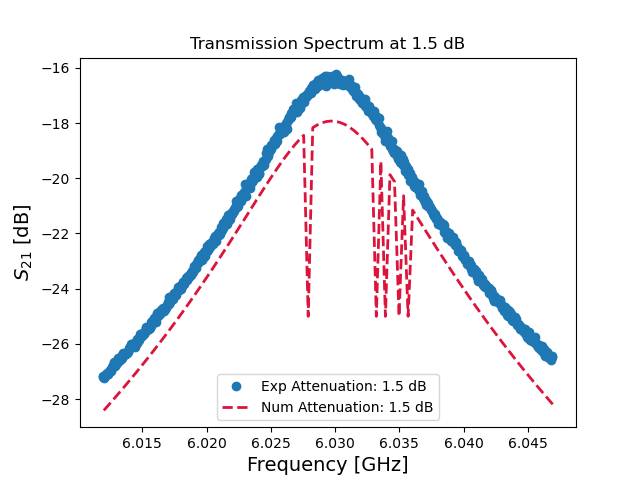 Transmission Spectrum at 1.5 dB
−16
−18
−20
−22
−24
−26
−28
S₂₁ [dB]
Exp Attenuation: 1.5 dB
Num Attenuation: 1.5 dB
6.015 6.020 6.025 6.030 6.035 6.040 6.045
Frequency [GHz]